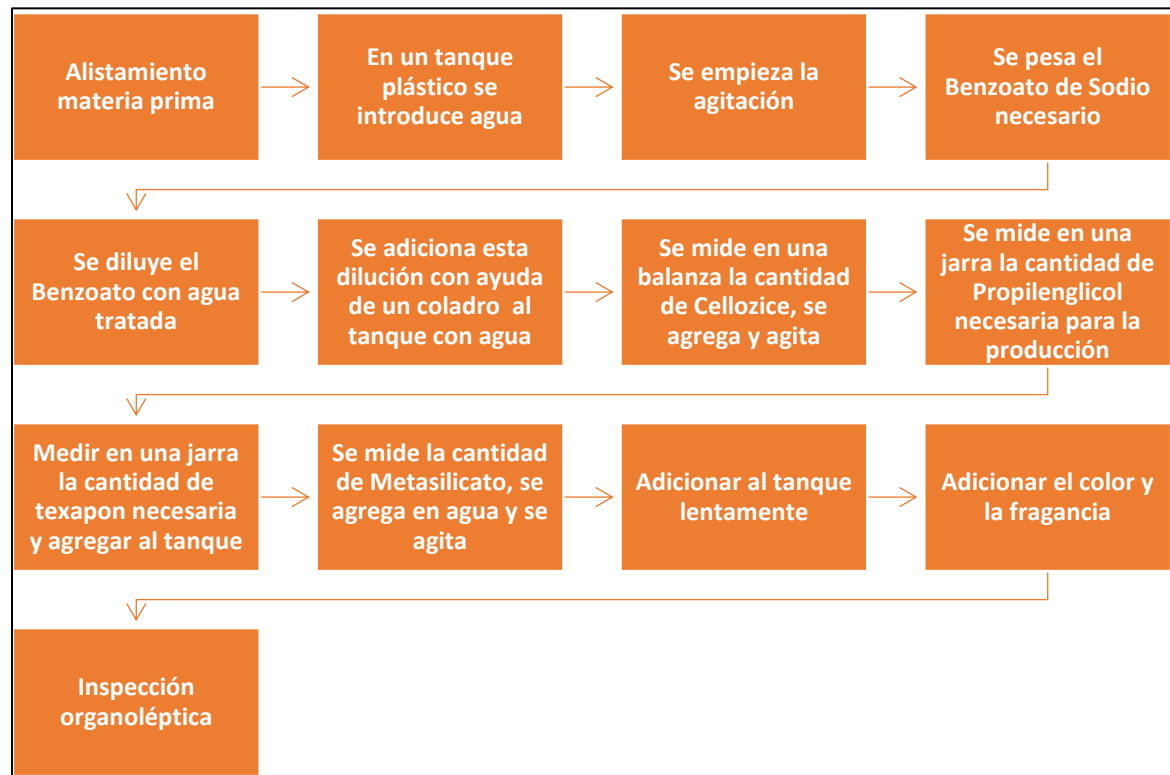 Alistamiento
materia prima
En un tanque
plástico se
introduce agua
Se empieza la
agitación
Se pesa el
Benzoato de Sodio
necesario
Se diluye el
Benzoato con agua
tratada
Se adiciona esta
dilución con ayuda
de un coladro al
tanque con agua
Se mide en una
balanza la cantidad
de Cellozice, se
agrega y agita
Se mide en una
jarra la cantidad de
Propilenglicol
necesaria para la
producción
Medir en una jarra
la cantidad de
texapon necesaria
y agregar al tanque
Se mide la cantidad
de Metasilicato, se
agrega en agua y se
agita
Adicionar al tanque
lentamente
Adicionar el color y
la fragancia
Inspección
organoléptica